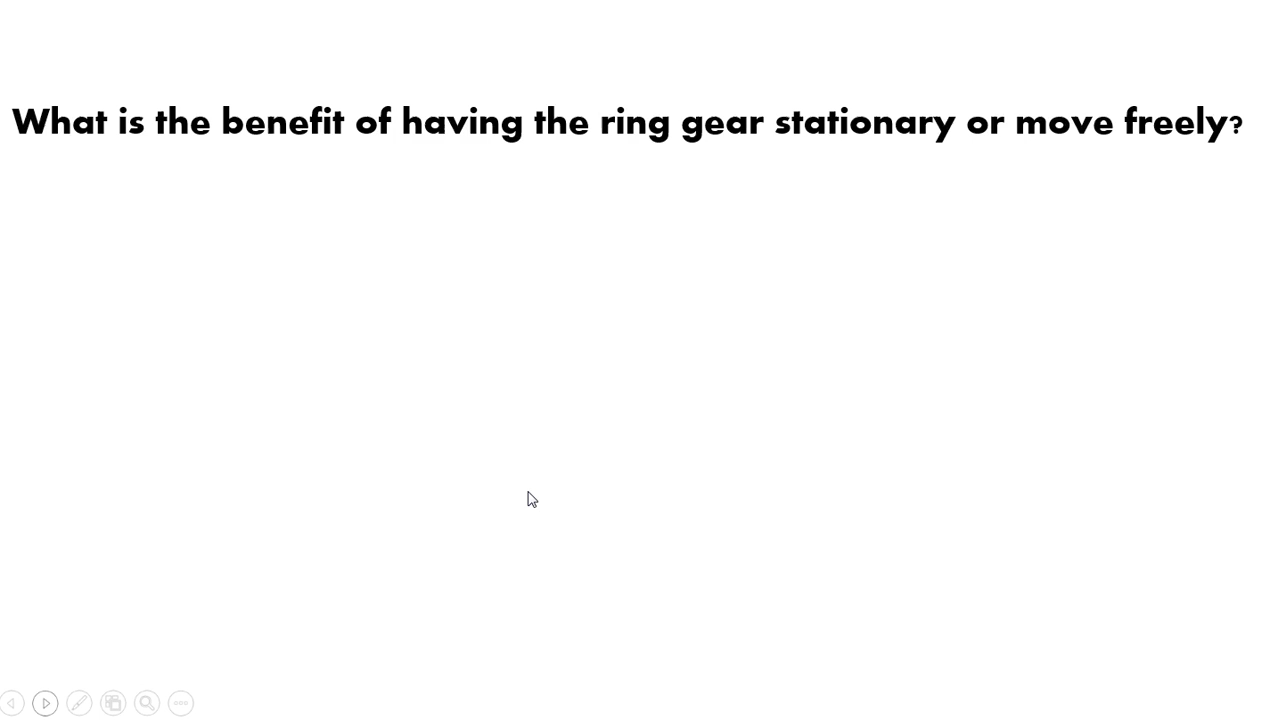 What is the benefit of having the ring gear stationary or move freely?